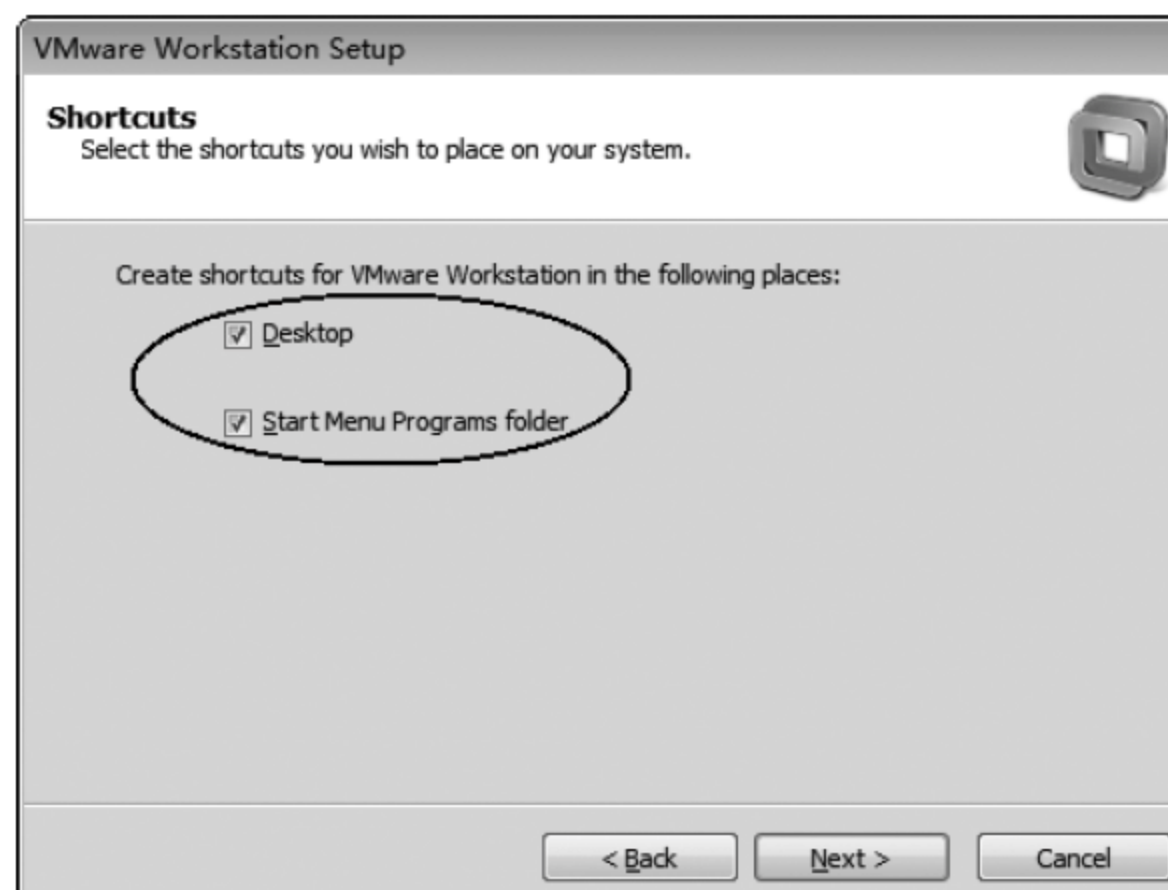 VMware Workstation Setup
Shortcuts
Select the shortcuts you wish to place on your system.
Create shortcuts for VMware Workstation in the following places:
Desktop
Start Menu Programs folder
< Back Next > Cancel